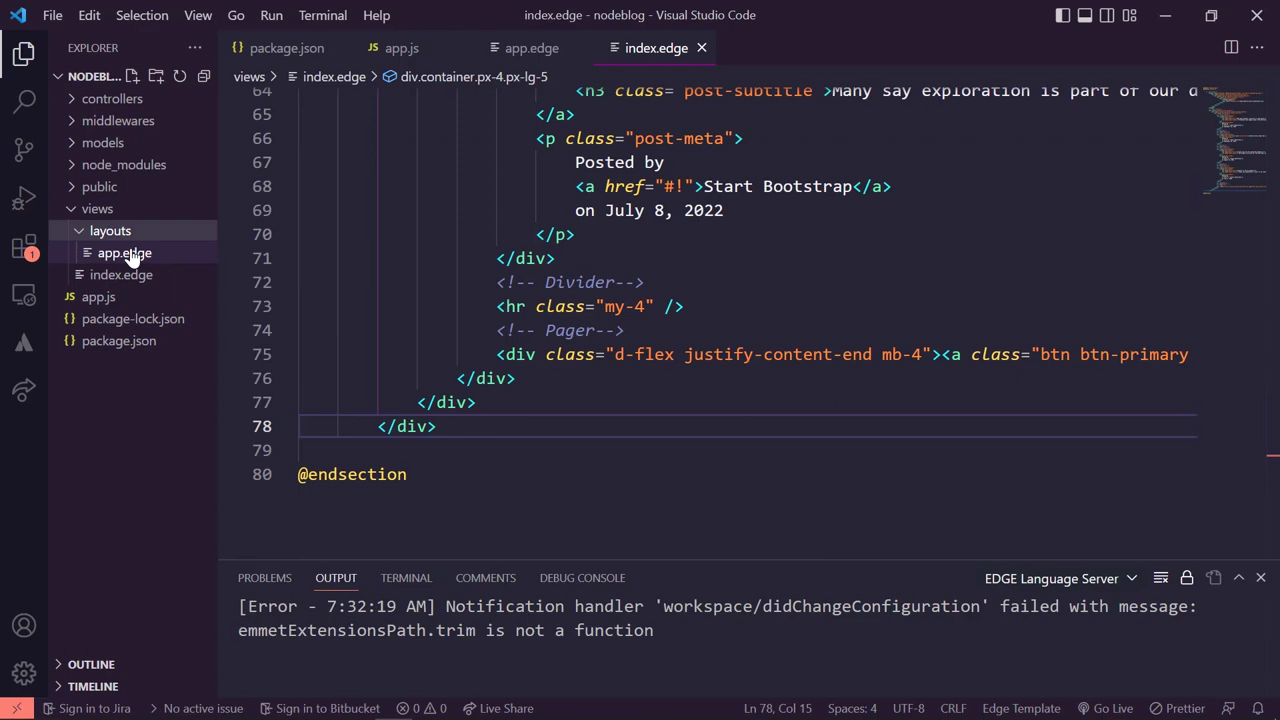 File Edit Selection View Go Run Terminal Help index.edge - nodeblog - Visual Studio Code
EXPLORER
package.json
JS app.js
app.edge
index.edge
NODEBL...
views > index.edge > div.container.px-4.px-lg-5
controllers
middlewares
models
node_modules
public
views
layouts
app.edge
index.edge
JS app.js
{} package-lock.json
{} package.json
64 <h3 class= post-subtitle >Many say exploration is part of our d
65 </a>
66 <p class="post-meta">
67 Posted by
68 <a href="#!">Start Bootstrap</a>
69 on July 8, 2022
70 </p>
71 </div>
72 <!-- Divider-->
73 <hr class="my-4" />
74 <!-- Pager-->
75 <div class="d-flex justify-content-end mb-4"><a class="btn btn-primary
76 </div>
77 </div>
78 </div>
79
80 @endsection
PROBLEMS OUTPUT TERMINAL COMMENTS DEBUG CONSOLE EDGE Language Server
[Error - 7:32:19 AM] Notification handler 'workspace/didChangeConfiguration' failed with message:
emmetExtensionsPath.trim is not a function
1
OUTLINE
TIMELINE
Sign in to Jira No active issue Sign in to Bitbucket 0 0 Live Share Ln 78, Col 15 Spaces: 4 UTF-8 CRLF Edge Template Go Live Prettier